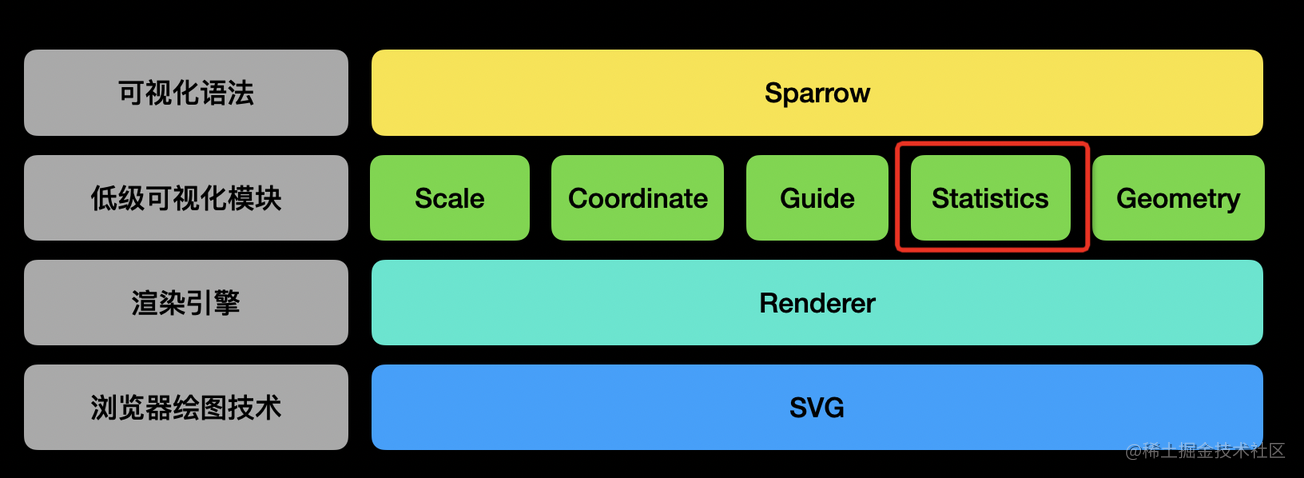 可视化语法
Sparrow
低级可视化模块
Scale
Coordinate
Guide
Statistics
Geometry
渲染引擎
Renderer
浏览器绘图技术
SVG
@稀土掘金技术社区